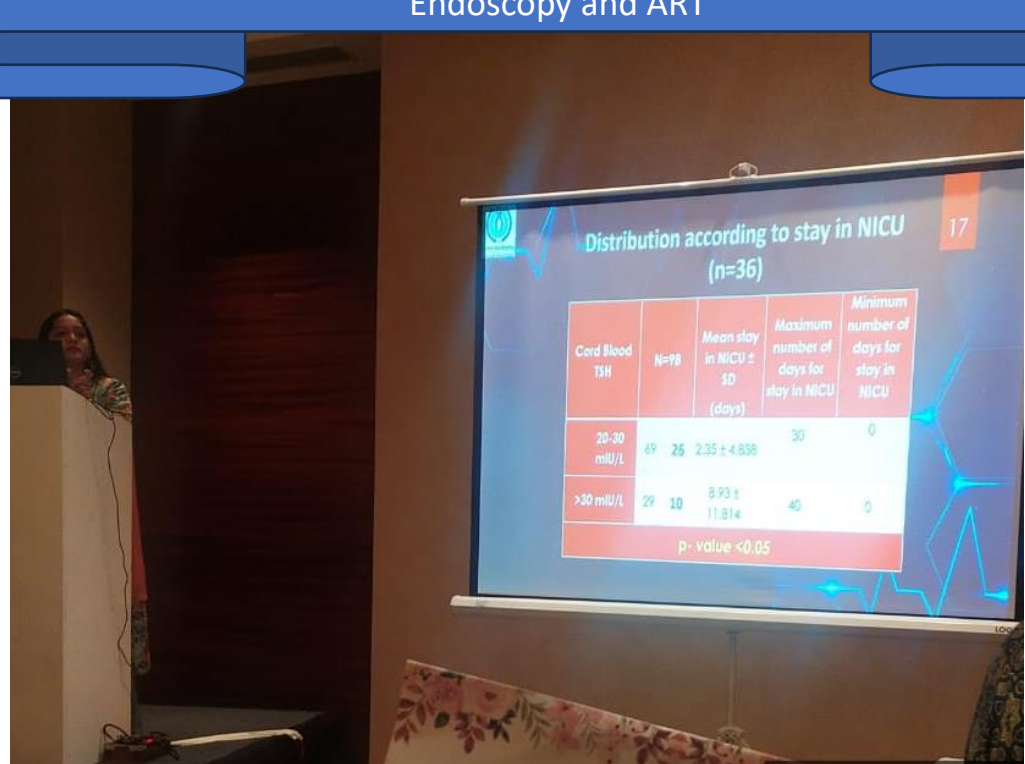 Endoscopy and ART
Distribution according to stay in NICU
(n=36)
17
Cord Blood
TSH
N=98
Mean stay
in NICU ±
SD
(days)
Maximum
number of
days for
stay in NICU
Minimum
number of
days for
stay in
NICU
20-30
mIU/L
69 26 2.35 ± 4.838
30
0
>30 mIU/L
29 10
8.93 ±
11.814
40
0
p- value <0.05